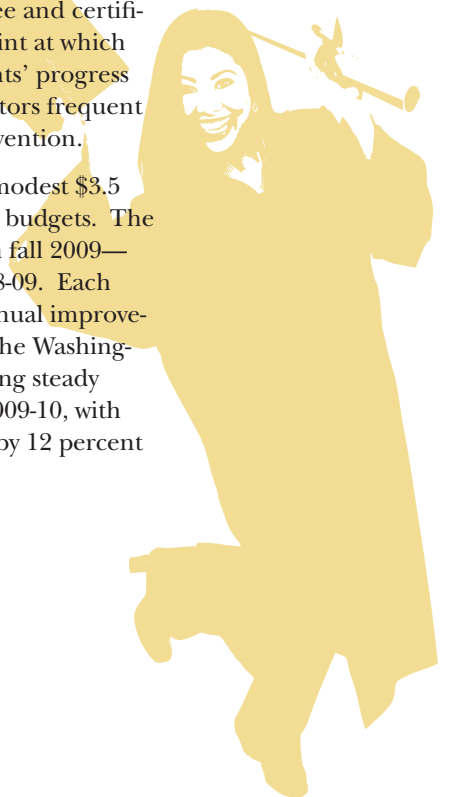 ee and certifi-
int at which
nts’ progress
tors frequent
vention.
modest $3.5
budgets. The
fall 2009—
8-09. Each
nual improve-
he Washing-
ng steady
009-10, with
by 12 percent